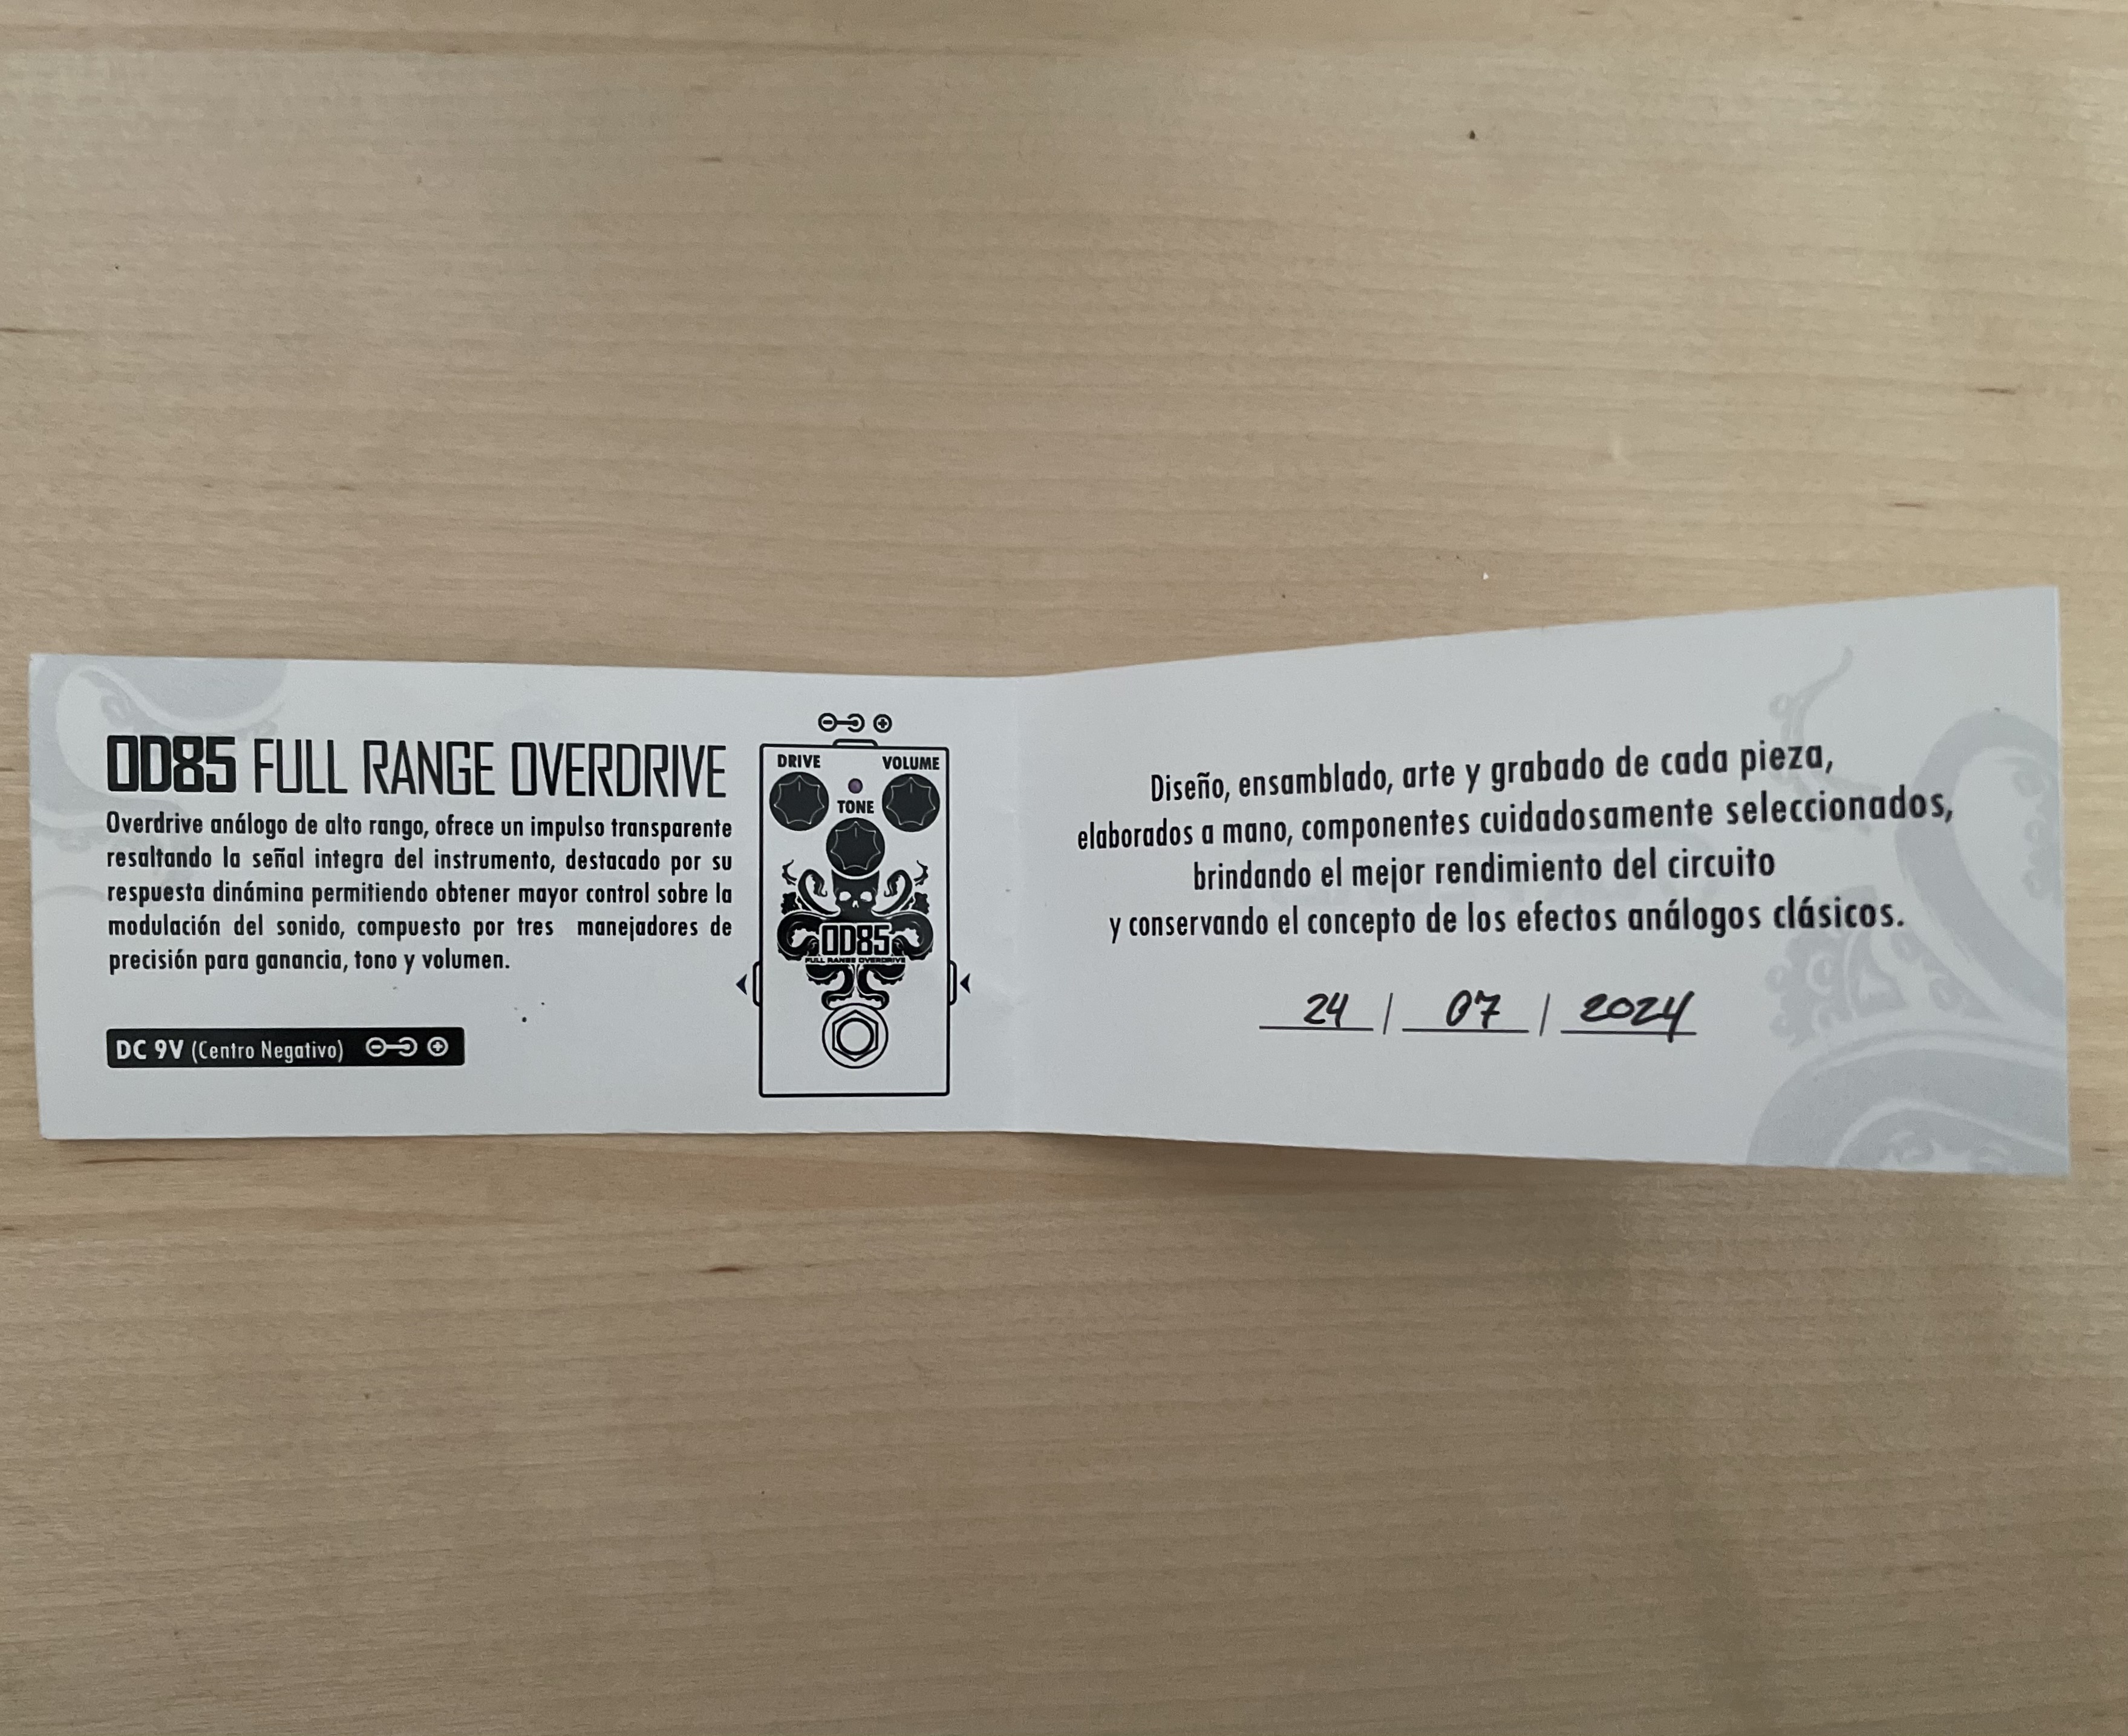 OD85 FULL RANGE OVERDRIVE
Overdrive análogo de alto rango, ofrece un impulso transparente
resaltando la señal integra del instrumento, destacado por su
respuesta dinámina permitiendo obtener mayor control sobre la
modulación del sonido, compuesto por tres manejadores de
precisión para ganancia, tono y volumen.
DC 9V (Centro Negativo)
DRIVE
VOLUME
TONE
OD85
FULL RANGE OVERDRIVE
Diseño, ensamblado, arte y grabado de cada pieza,
elaborados a mano, componentes cuidadosamente seleccionados,
brindando el mejor rendimiento del circuito
y conservando el concepto de los efectos análogos clásicos.
24 / 07 / 2024